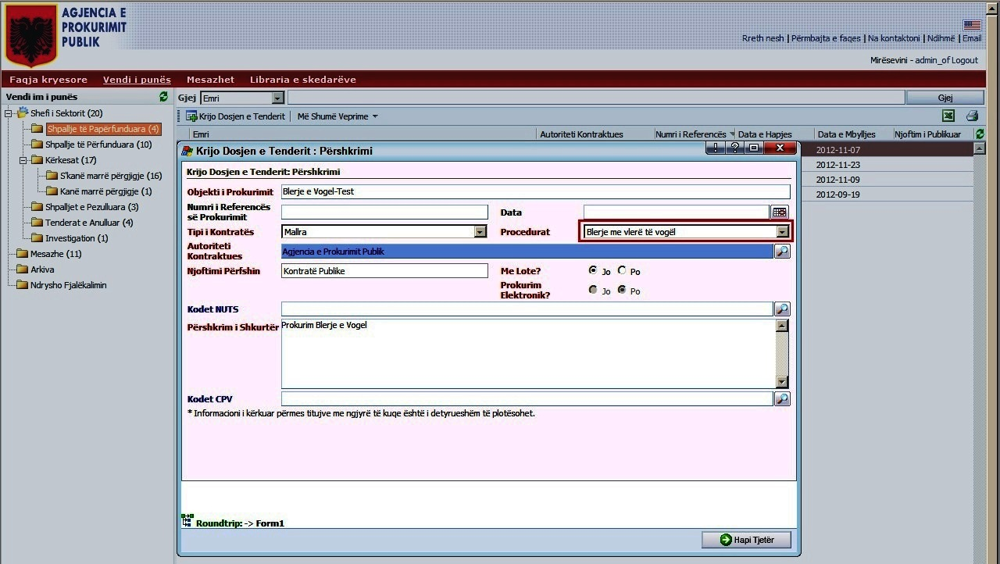 AGJENCIA E
PROKURIMIT
PUBLIK
Rreth nesh | Përmbajta e faqes | Na kontaktoni | Ndihmë | Email
Mirësevini - admin_of Logout
Faqja kryesore Vendi i punës Mesazhet Libraria e skedarëve
Vendi im i punës
Gjej Emri Gjej
Shefi i Sektorit (20)
Krijo Dosjen e Tenderit Më Shumë Veprime
Shpallje të Papërfunduara (4)
Emri Autoriteti Kontraktues Numri i Referencës Data e Hapjes Data e Mbylljes Njoftim i Publikuar
Shpallje të Përfunduara (10)
Kërkesat (17)
S'kanë marrë përgjigje (16)
Kanë marrë përgjigje (1)
Shpalljet e Pezulluara (3)
Tenderat e Anulluar (4)
Investigation (1)
Mesazhe (11)
Arkiva
Ndrysho Fjalëkalimin
2012-11-07
2012-11-23
2012-11-09
2012-09-19
Krijo Dosjen e Tenderit : Përshkrimi
Krijo Dosjen e Tenderit: Përshkrimi
Objekti i Prokurimit Blerje e Vogel-Test
Numri i Referencës
së Prokurimit
Data
Tipi i Kontratës Mallra Procedurat Blerje me vlerë të vogël
Autoriteti
Kontraktues
Agjencia e Prokurimit Publik
Njoftimi Përfshin Kontratë Publike Me Lote? Jo Po
Prokurim
Elektronik?
Jo Po
Kodet NUTS
Përshkrim i Shkurtër Prokurim Blerje e Vogel
Kodet CPV
* Informacioni i kërkuar përmes titujve me ngjyrë të kuqe është i detyrueshëm të plotësohet.
Roundtrip: -> Form1
Hapi Tjetër